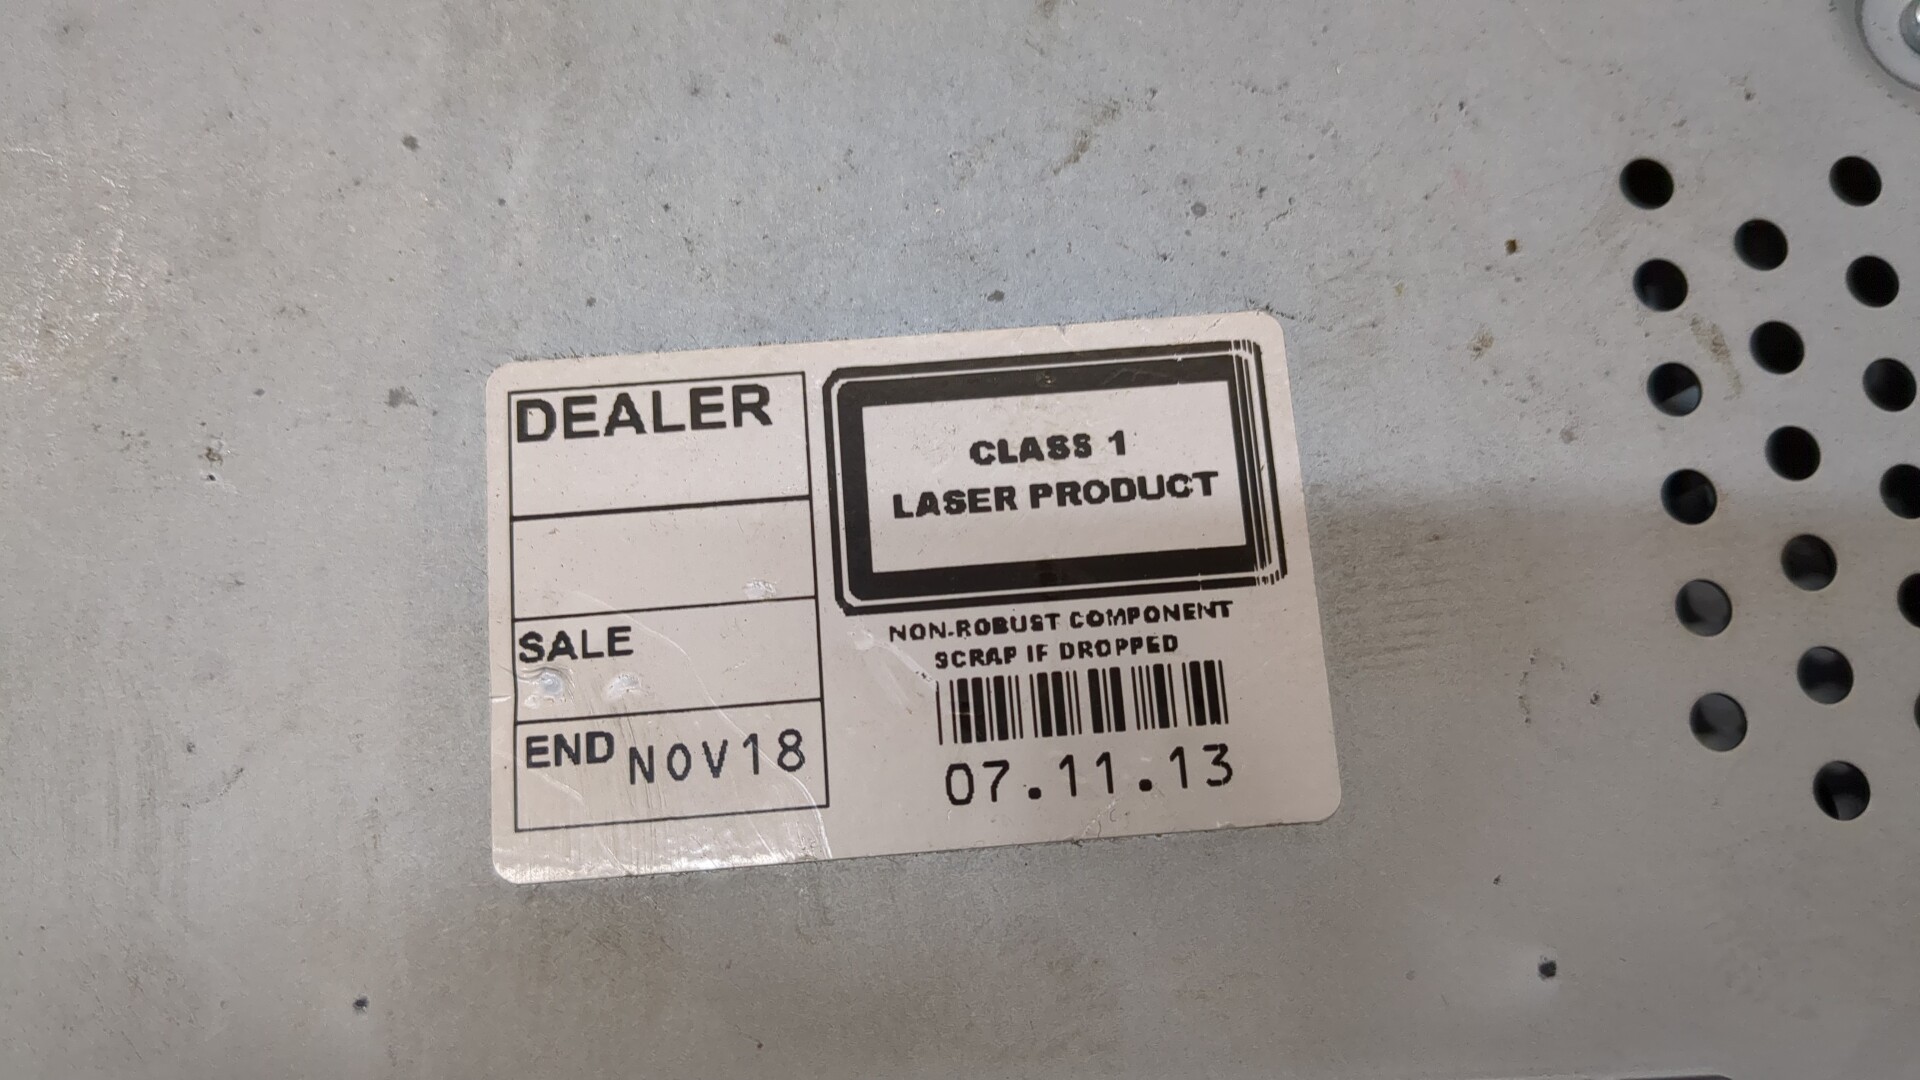 DEALER
SALE
END NOV18
CLASS 1
LASER PRODUCT
NON-ROBUST COMPONENT
SCRAP IF DROPPED
07.11.13